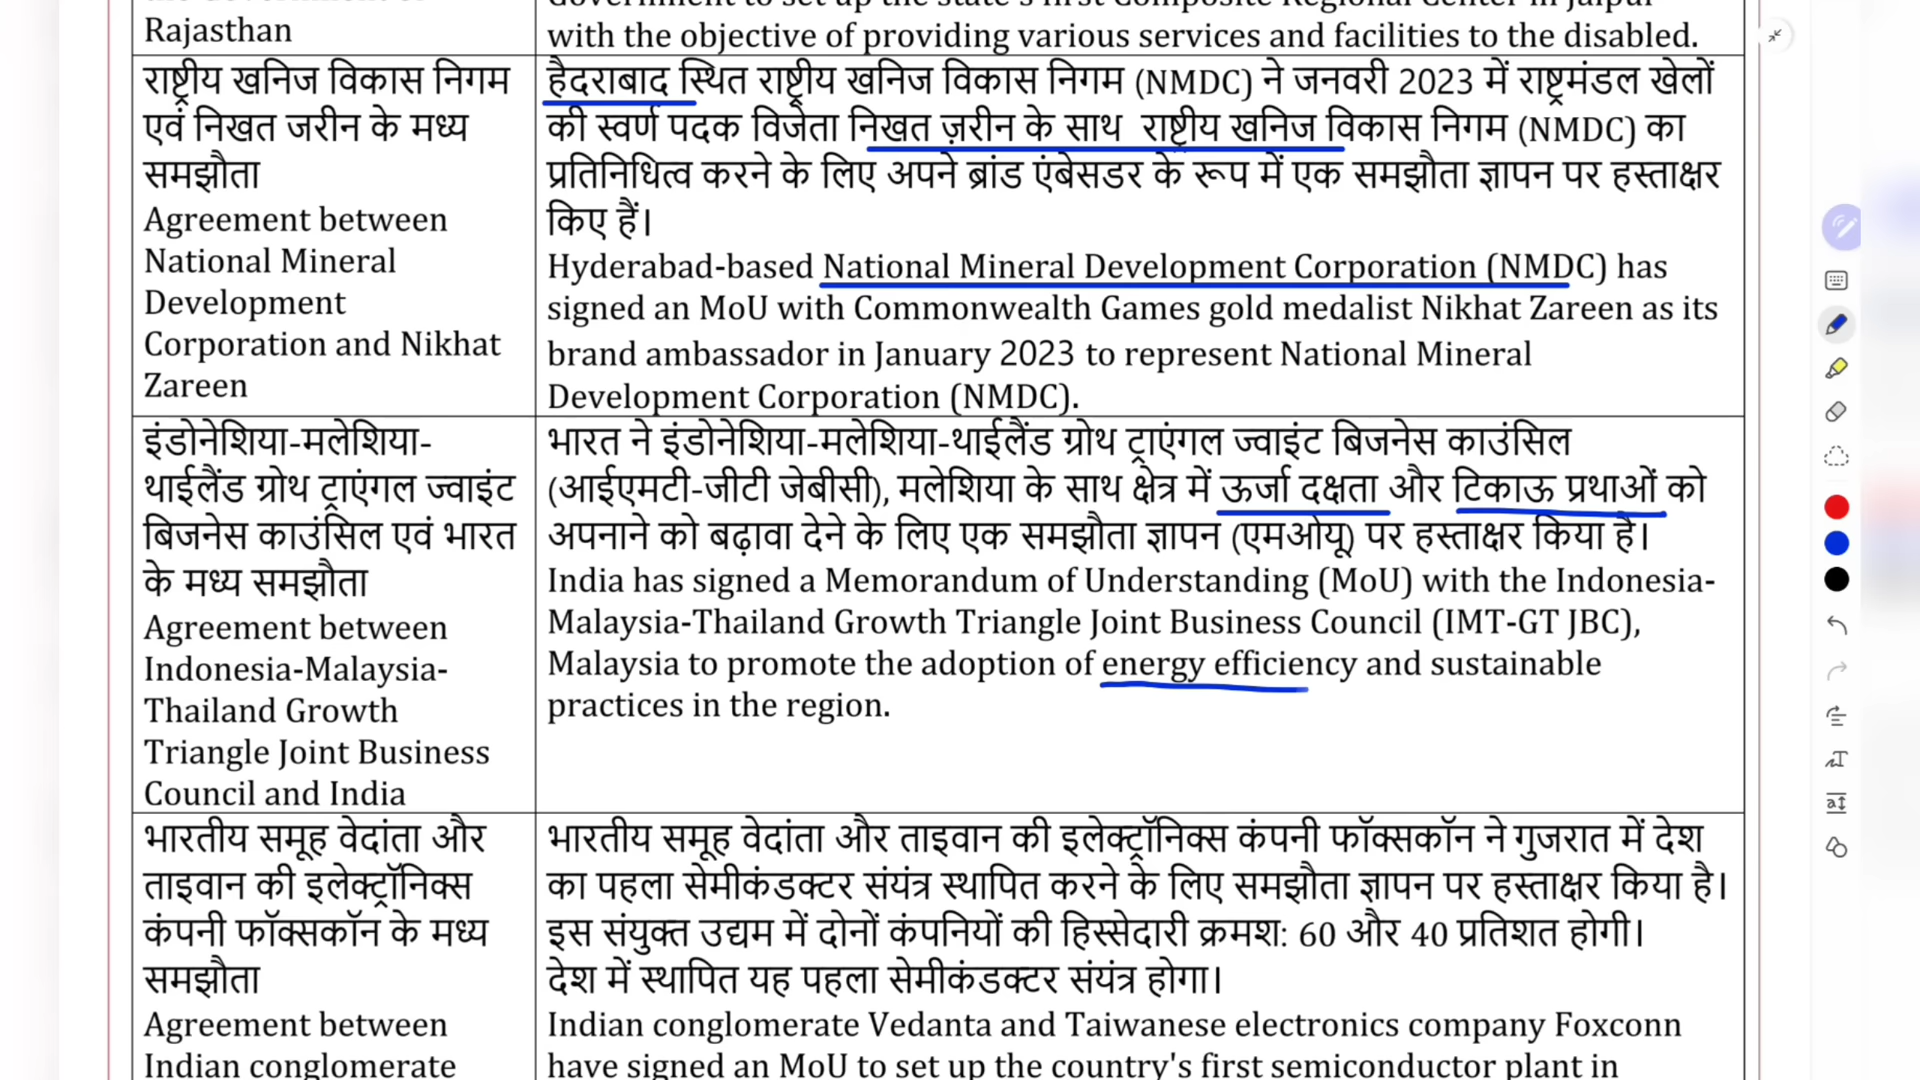 Rajasthan
with the objective of providing various services and facilities to the disabled.
राष्ट्रीय खनिज विकास निगम
एवं निखत जरीन के मध्य
समझौता
Agreement between
National Mineral
Development
Corporation and Nikhat
Zareen
हैदराबाद स्थित राष्ट्रीय खनिज विकास निगम (NMDC) ने जनवरी 2023 में राष्ट्रमंडल खेलों
की स्वर्ण पदक विजेता निखत ज़रीन के साथ राष्ट्रीय खनिज विकास निगम (NMDC) का
प्रतिनिधित्व करने के लिए अपने ब्रांड एंबेसडर के रूप में एक समझौता ज्ञापन पर हस्ताक्षर
किए हैं।
Hyderabad-based National Mineral Development Corporation (NMDC) has
signed an MoU with Commonwealth Games gold medalist Nikhat Zareen as its
brand ambassador in January 2023 to represent National Mineral
Development Corporation (NMDC).
इंडोनेशिया-मलेशिया-
थाईलैंड ग्रोथ ट्राएंगल ज्वाइंट
बिजनेस काउंसिल एवं भारत
के मध्य समझौता
Agreement between
Indonesia-Malaysia-
Thailand Growth
Triangle Joint Business
Council and India
भारत ने इंडोनेशिया-मलेशिया-थाईलैंड ग्रोथ ट्राएंगल ज्वाइंट बिजनेस काउंसिल
(आईएमटी-जीटी जेबीसी), मलेशिया के साथ क्षेत्र में ऊर्जा दक्षता और टिकाऊ प्रथाओं को
अपनाने को बढ़ावा देने के लिए एक समझौता ज्ञापन (एमओयू) पर हस्ताक्षर किया है।
India has signed a Memorandum of Understanding (MoU) with the Indonesia-
Malaysia-Thailand Growth Triangle Joint Business Council (IMT-GT JBC),
Malaysia to promote the adoption of energy efficiency and sustainable
practices in the region.
भारतीय समूह वेदांता और
ताइवान की इलेक्ट्रॉनिक्स
कंपनी फॉक्सकॉन के मध्य
समझौता
Agreement between
Indian conglomerate
भारतीय समूह वेदांता और ताइवान की इलेक्ट्रॉनिक्स कंपनी फॉक्सकॉन ने गुजरात में देश
का पहला सेमीकंडक्टर संयंत्र स्थापित करने के लिए समझौता ज्ञापन पर हस्ताक्षर किया है।
इस संयुक्त उद्यम में दोनों कंपनियों की हिस्सेदारी क्रमश: 60 और 40 प्रतिशत होगी।
देश में स्थापित यह पहला सेमीकंडक्टर संयंत्र होगा।
Indian conglomerate Vedanta and Taiwanese electronics company Foxconn
have signed an MoU to set up the country's first semiconductor plant in